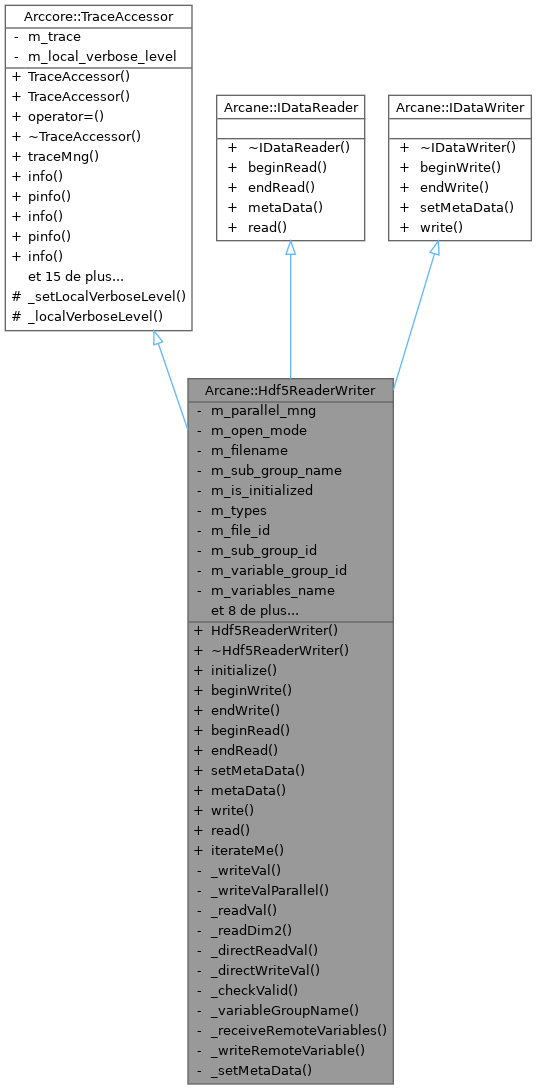 Arccore::TraceAccessor
- m_trace
- m_local_verbose_level
+ TraceAccessor()
+ TraceAccessor()
+ operator=()
+ ~TraceAccessor()
+ traceMng()
+ info()
+ pinfo()
+ info()
+ pinfo()
+ info()
et 15 de plus...
# _setLocalVerboseLevel()
# _localVerboseLevel()
Arcane::IDataReader
+ ~IDataReader()
+ beginRead()
+ endRead()
+ metaData()
+ read()
Arcane::IDataWriter
+ ~IDataWriter()
+ beginWrite()
+ endWrite()
+ setMetaData()
+ write()
Arcane::Hdf5ReaderWriter
- m_parallel_mng
- m_open_mode
- m_filename
- m_sub_group_name
- m_is_initialized
- m_types
- m_file_id
- m_sub_group_id
- m_variable_group_id
- m_variables_name
et 8 de plus...
+ Hdf5ReaderWriter()
+ ~Hdf5ReaderWriter()
+ initialize()
+ beginWrite()
+ endWrite()
+ beginRead()
+ endRead()
+ setMetaData()
+ metaData()
+ write()
+ read()
+ iterateMe()
- _writeVal()
- _writeValParallel()
- _readVal()
- _readDim2()
- _directReadVal()
- _directWriteVal()
- _checkValid()
- _variableGroupName()
- _receiveRemoteVariables()
- _writeRemoteVariable()
- _setMetaData()